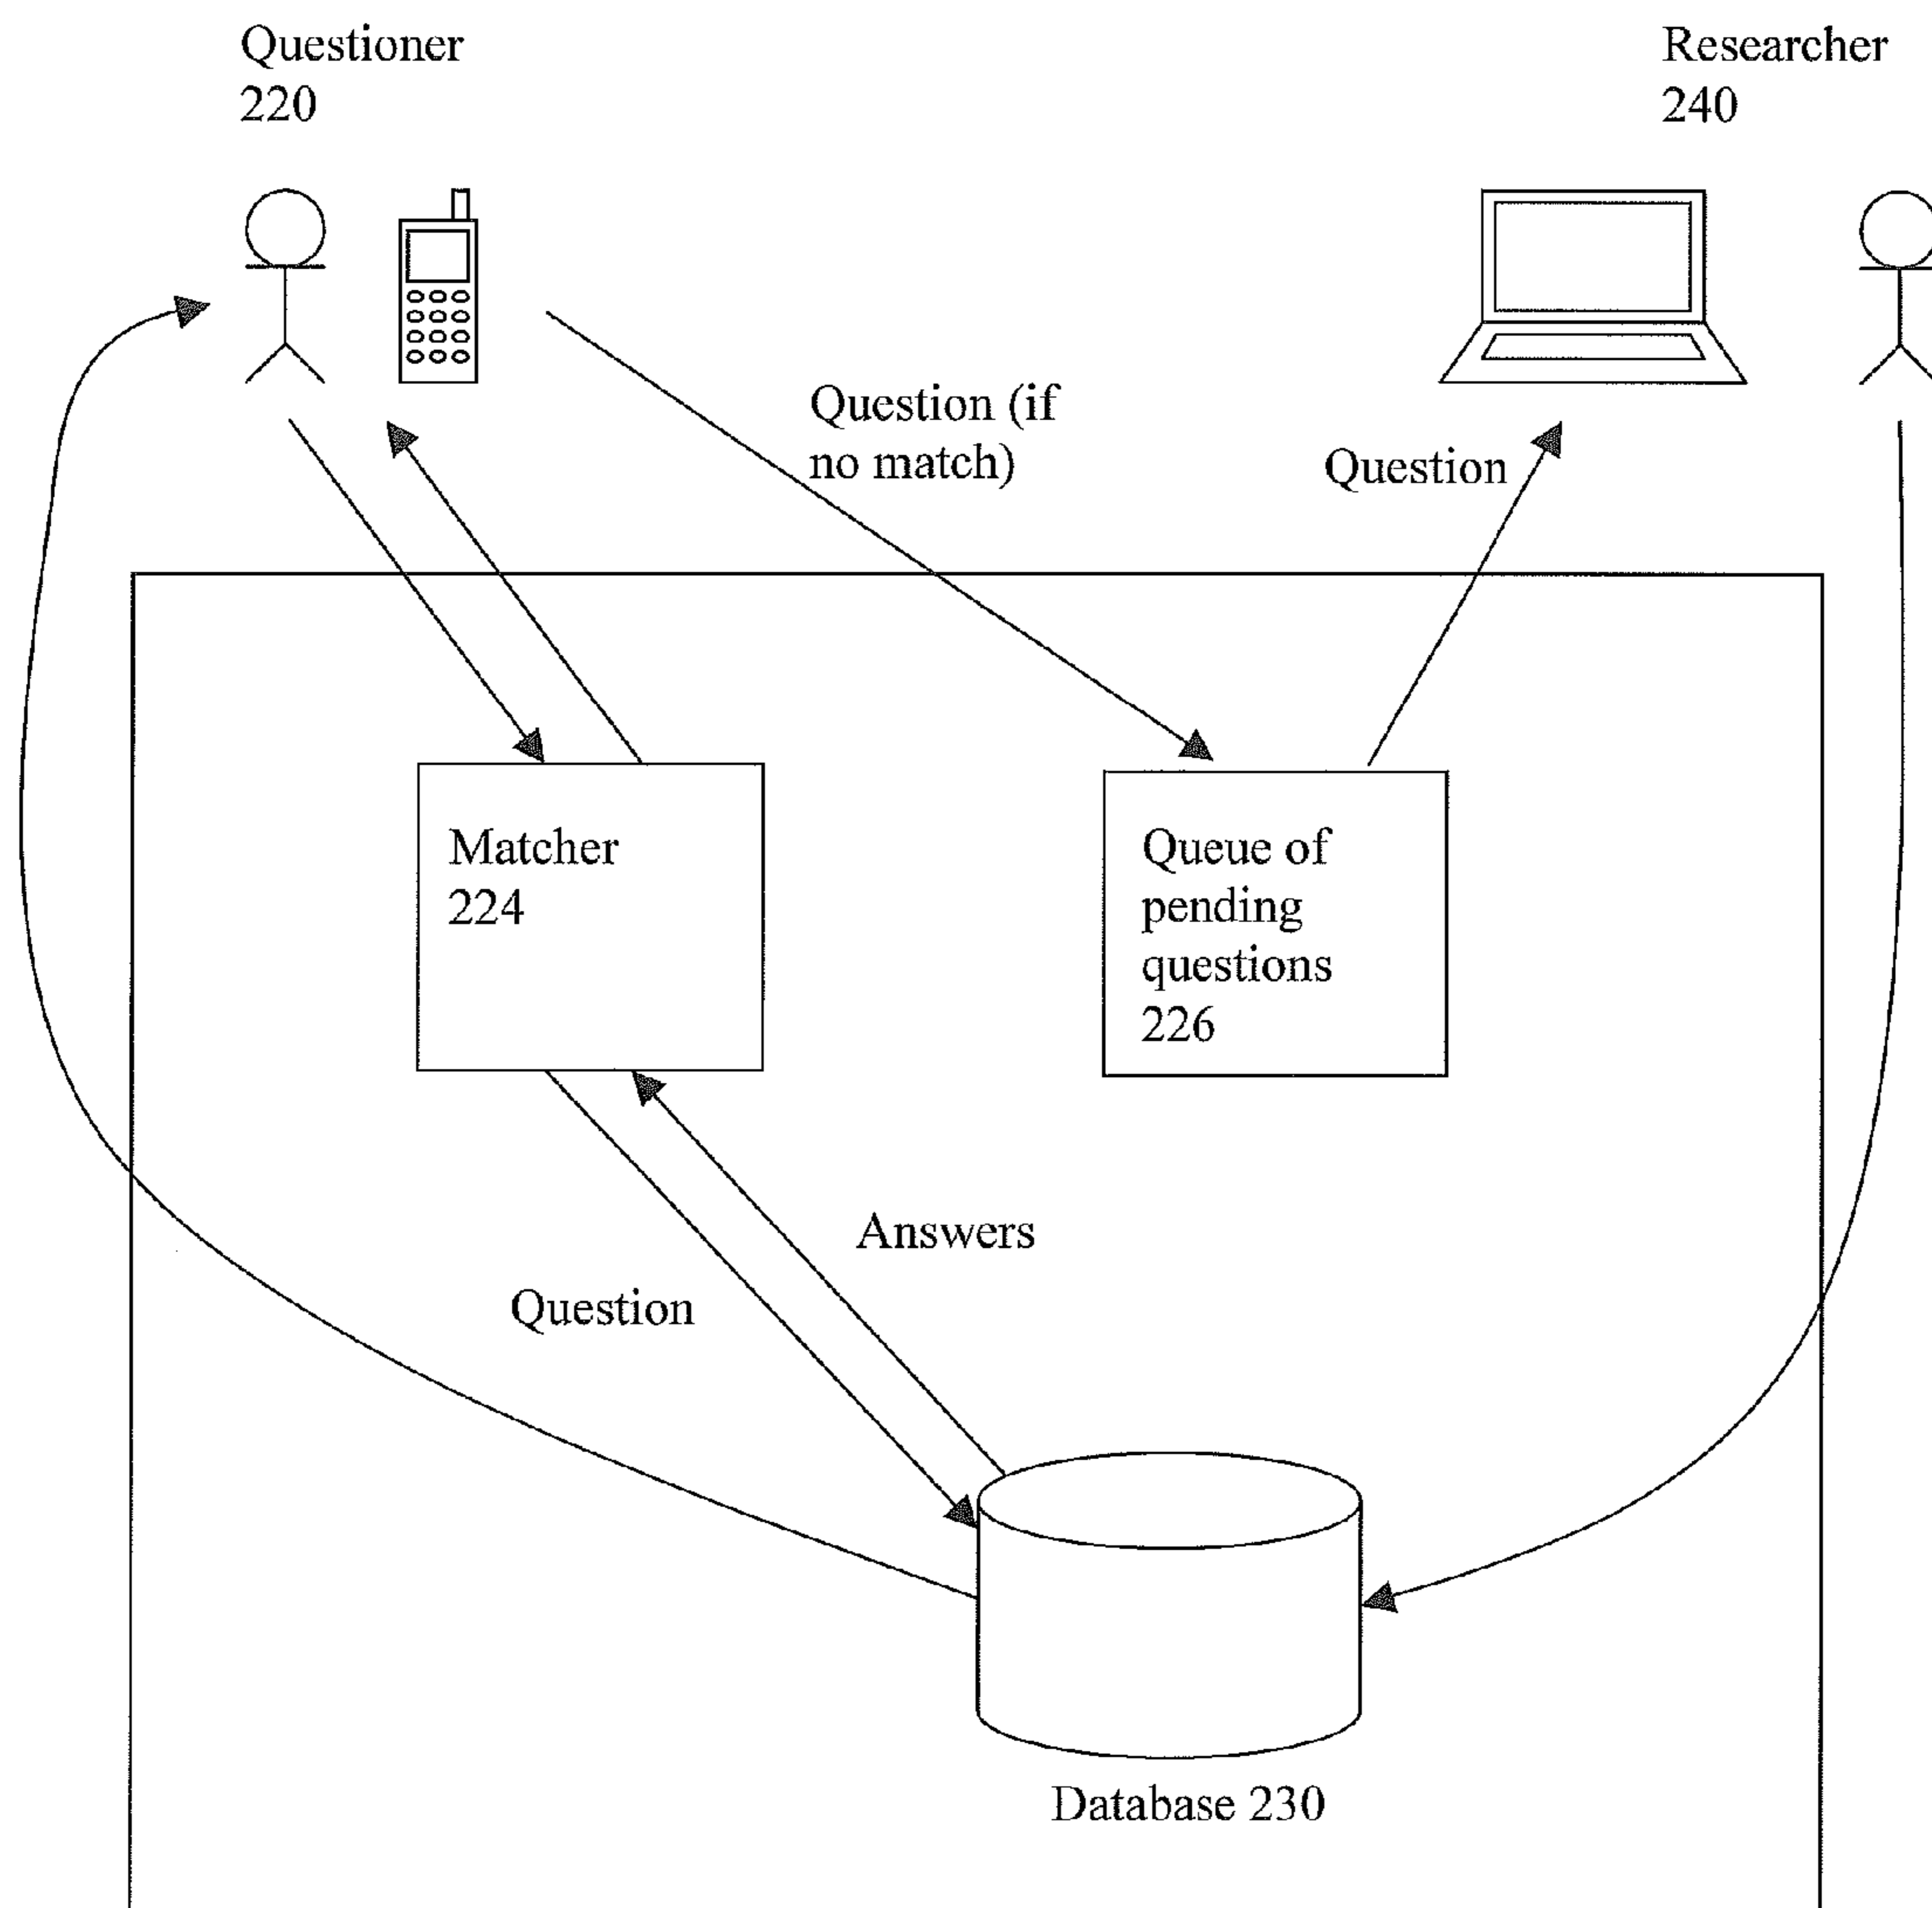 Questioner
220
Researcher
240
Question (if
no match)
Question
Matcher
224
Queue of
pending
questions
226
Answers
Question
Database 230